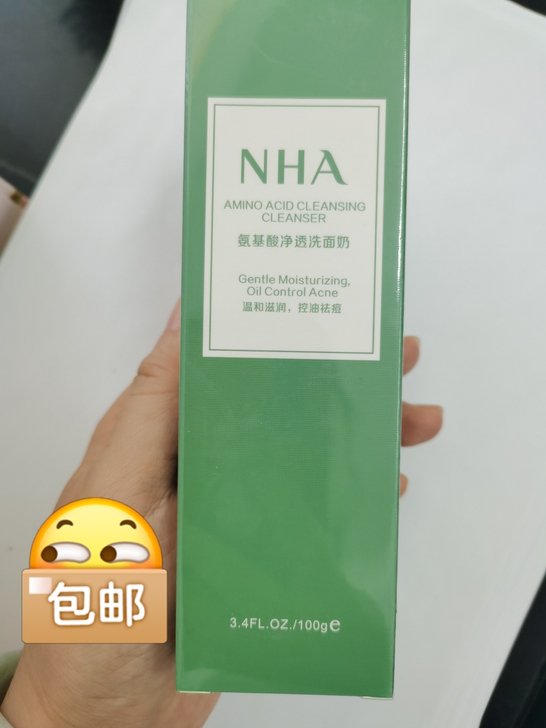 NHA
AMINO ACID CLEANSING
CLEANSER
氨基酸净透洗面奶
Gentle Moisturizing,
Oil Control Acne
温和滋润，控油祛痘
包邮
3.4FL.OZ./100g℮